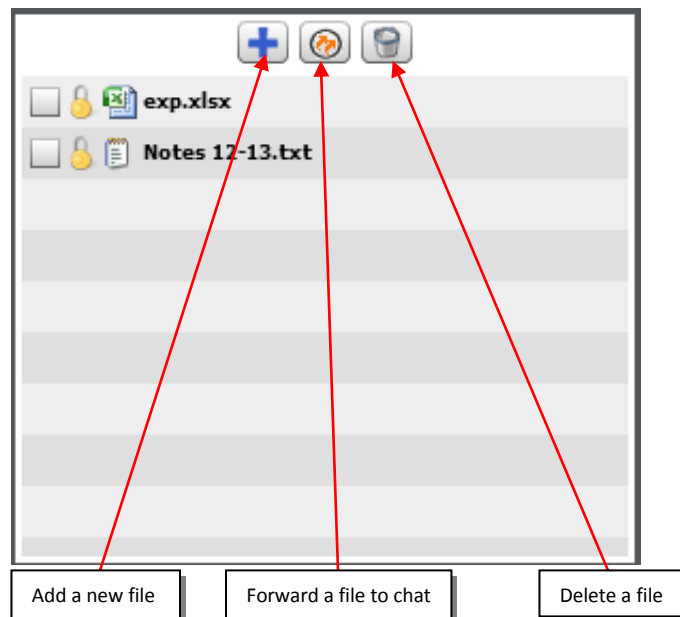 exp.xlsx
Notes 12-13.txt
Add a new file
Forward a file to chat
Delete a file